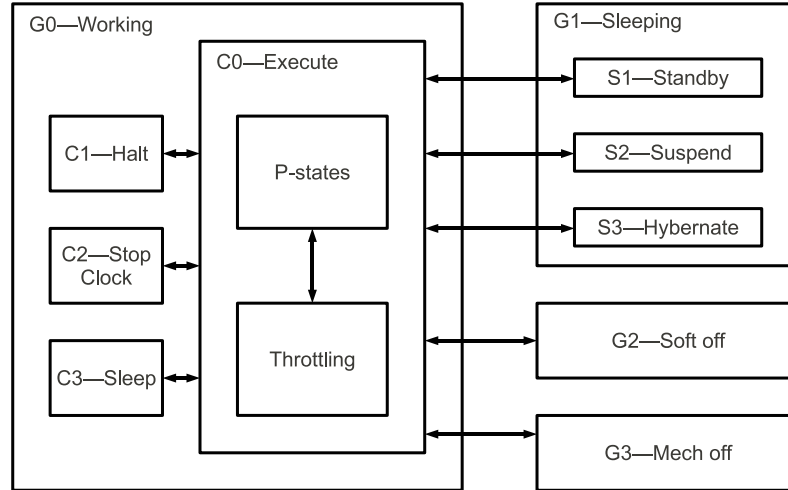 G0—Working
C0—Execute
C1—Halt
C2—Stop
Clock
C3—Sleep
P-states
Throttling
G1—Sleeping
S1—Standby
S2—Suspend
S3—Hybernate
G2—Soft off
G3—Mech off